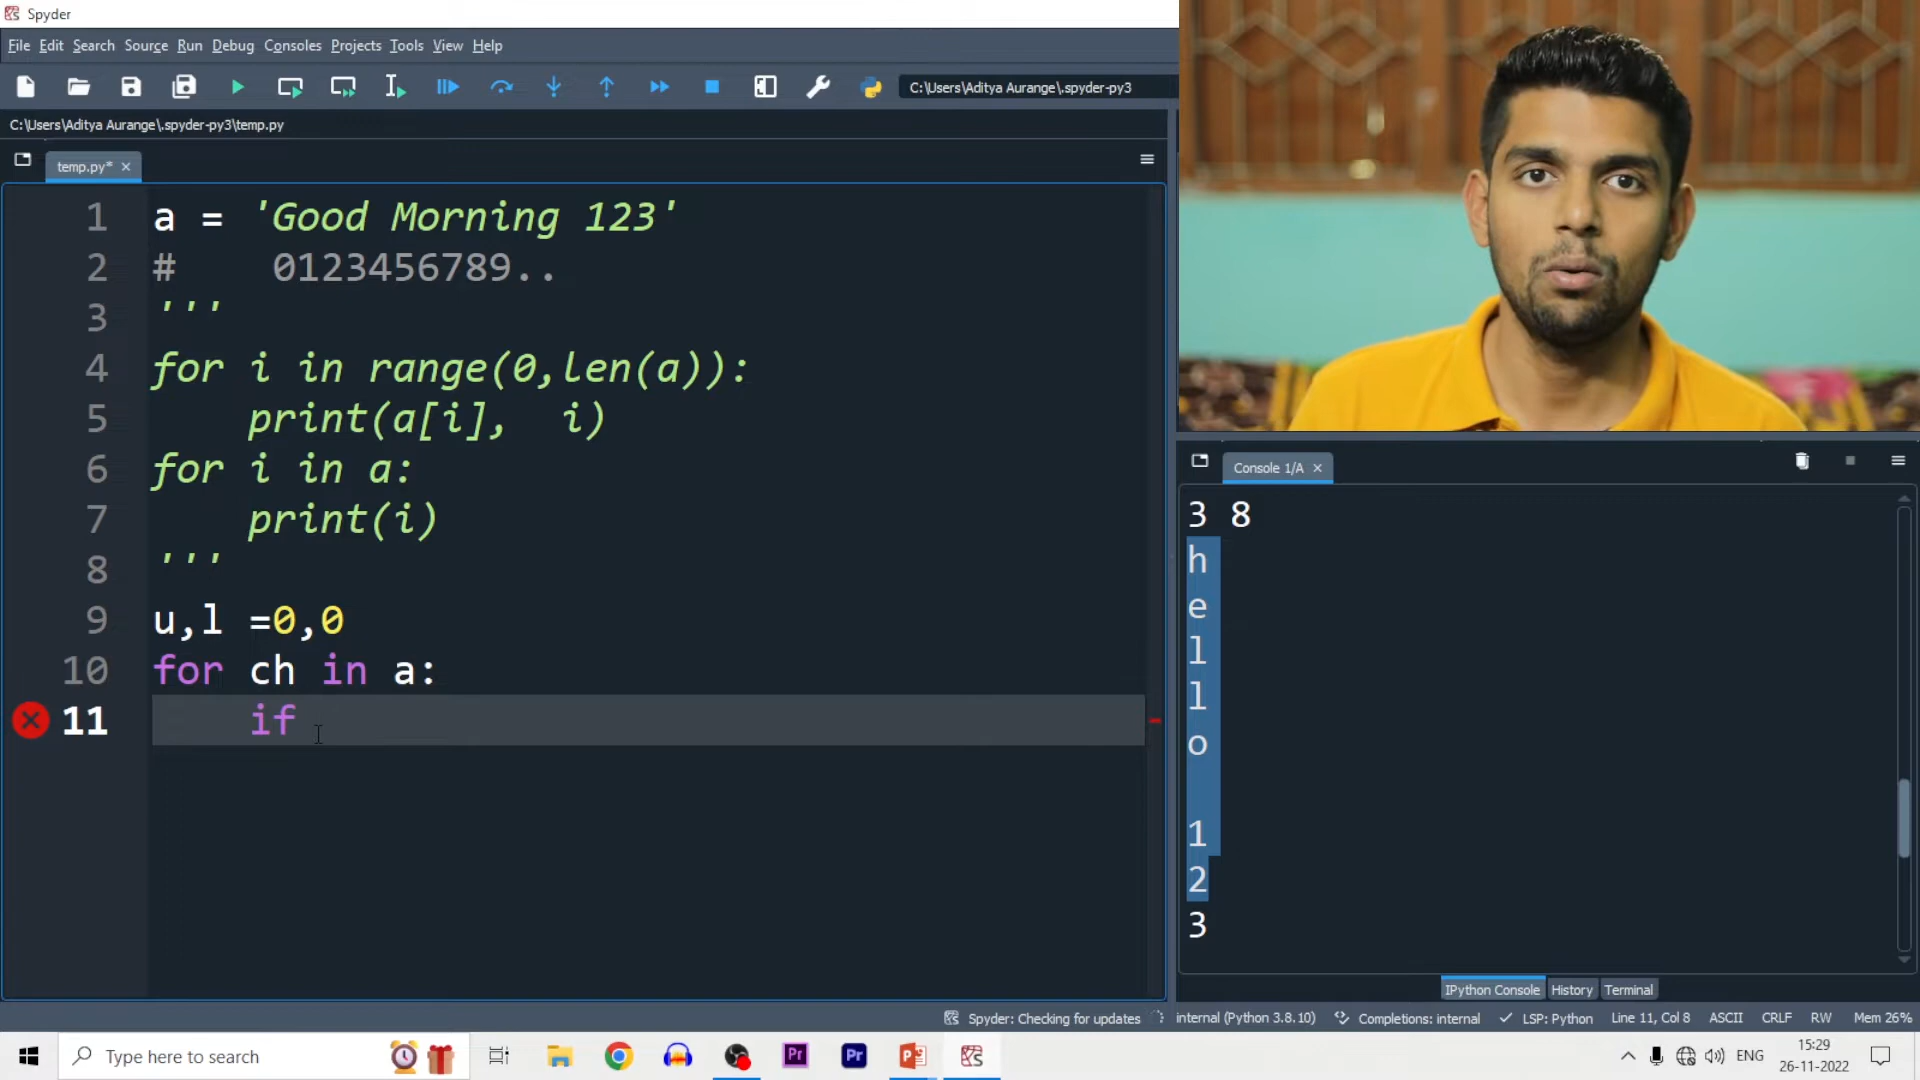 Spyder
File Edit Search Source Run Debug Consoles Projects Tools View Help
C:\Users\Aditya Aurange\.spyder-py3
C:\Users\Aditya Aurange\.spyder-py3\temp.py
temp.py*
1 a = 'Good Morning 123'
2 # 0123456789..
3 '''
4 for i in range(0,len(a)):
5 print(a[i], i)
6 for i in a:
7 print(i)
8 '''
9 u,l =0,0
10 for ch in a:
11 if
Console 1/A
3 8
h
e
l
l
o
1
2
3
IPython Console History Terminal
Spyder: Checking for updates internal (Python 3.8.10) Completions: internal LSP: Python Line 11, Col 8 ASCII CRLF RW Mem 26%
Type here to search
ENG
15:29
26-11-2022